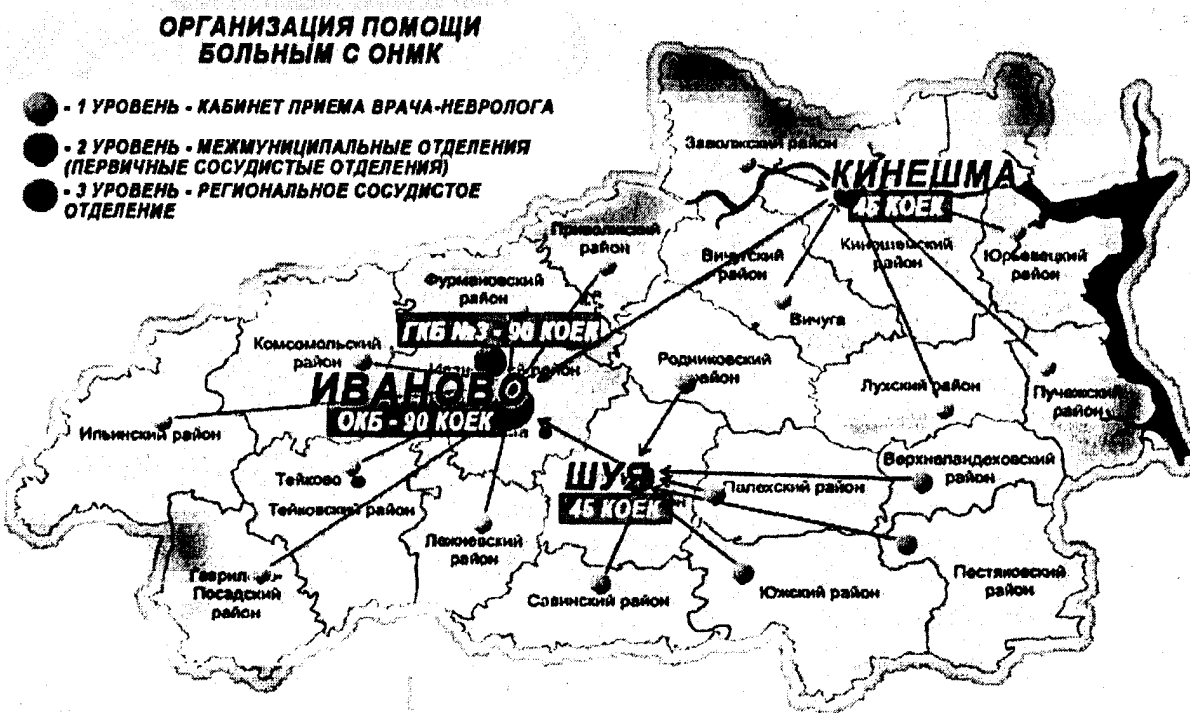 ОРГАНИЗАЦИЯ ПОМОЩИ
БОЛЬНЫМ С ОНМК
- 1 УРОВЕНЬ - КАБИНЕТ ПРИЕМА ВРАЧА-НЕВРОЛОГА
- 2 УРОВЕНЬ - МЕЖМУНИЦИПАЛЬНЫЕ ОТДЕЛЕНИЯ
(ПЕРВИЧНЫЕ СОСУДИСТЫЕ ОТДЕЛЕНИЯ)
- 3 УРОВЕНЬ - РЕГИОНАЛЬНОЕ СОСУДИСТОЕ
ОТДЕЛЕНИЕ
Заволжский район
КИНЕШМА
45 КОЕК
Приволжский
район
Вичугский
район
Кинешемский
район
Юрьевецкий
район
Фурмановский
район
Вичуга
ГКБ №3 - 90 КОЕК
Комсомольский
район
район
Родниковский
район
Лухский район
Пучежский
район
ИВАНОВО
ОКБ - 90 КОЕК
Ильинский район
ШУЯ
45 КОЕК
Верхнеландеховский
район
Тейково
Палехский район
Тейковский район
Лежневский
район
Гаврилово-
Посадский
район
Савинский район
Южский район
Пестяковский
район